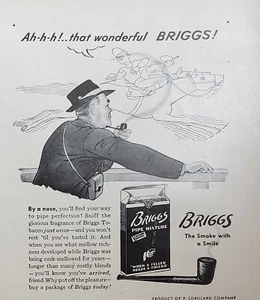 Ah-h-h!..that wonderful BRIGGS!
By a nose, you'll find your way
to pipe perfection! Sniff the
glorious fragrance of Briggs To-
bacco just once—and you won't
rest 'til you've tasted it. And
when you see what mellow rich-
ness developed while Briggs was
being cask-mellowed for years—
longer than many costly blends
—you'll know you've arrived,
friend. Why put off the pleasure—
buy a package of Briggs today!
BRIGGS
PIPE MIXTURE
WHEN A FELLER
NEEDS A FRIEND
BRIGGS
The Smoke with
a Smile
PRODUCT OF P. LORILLARD COMPANY